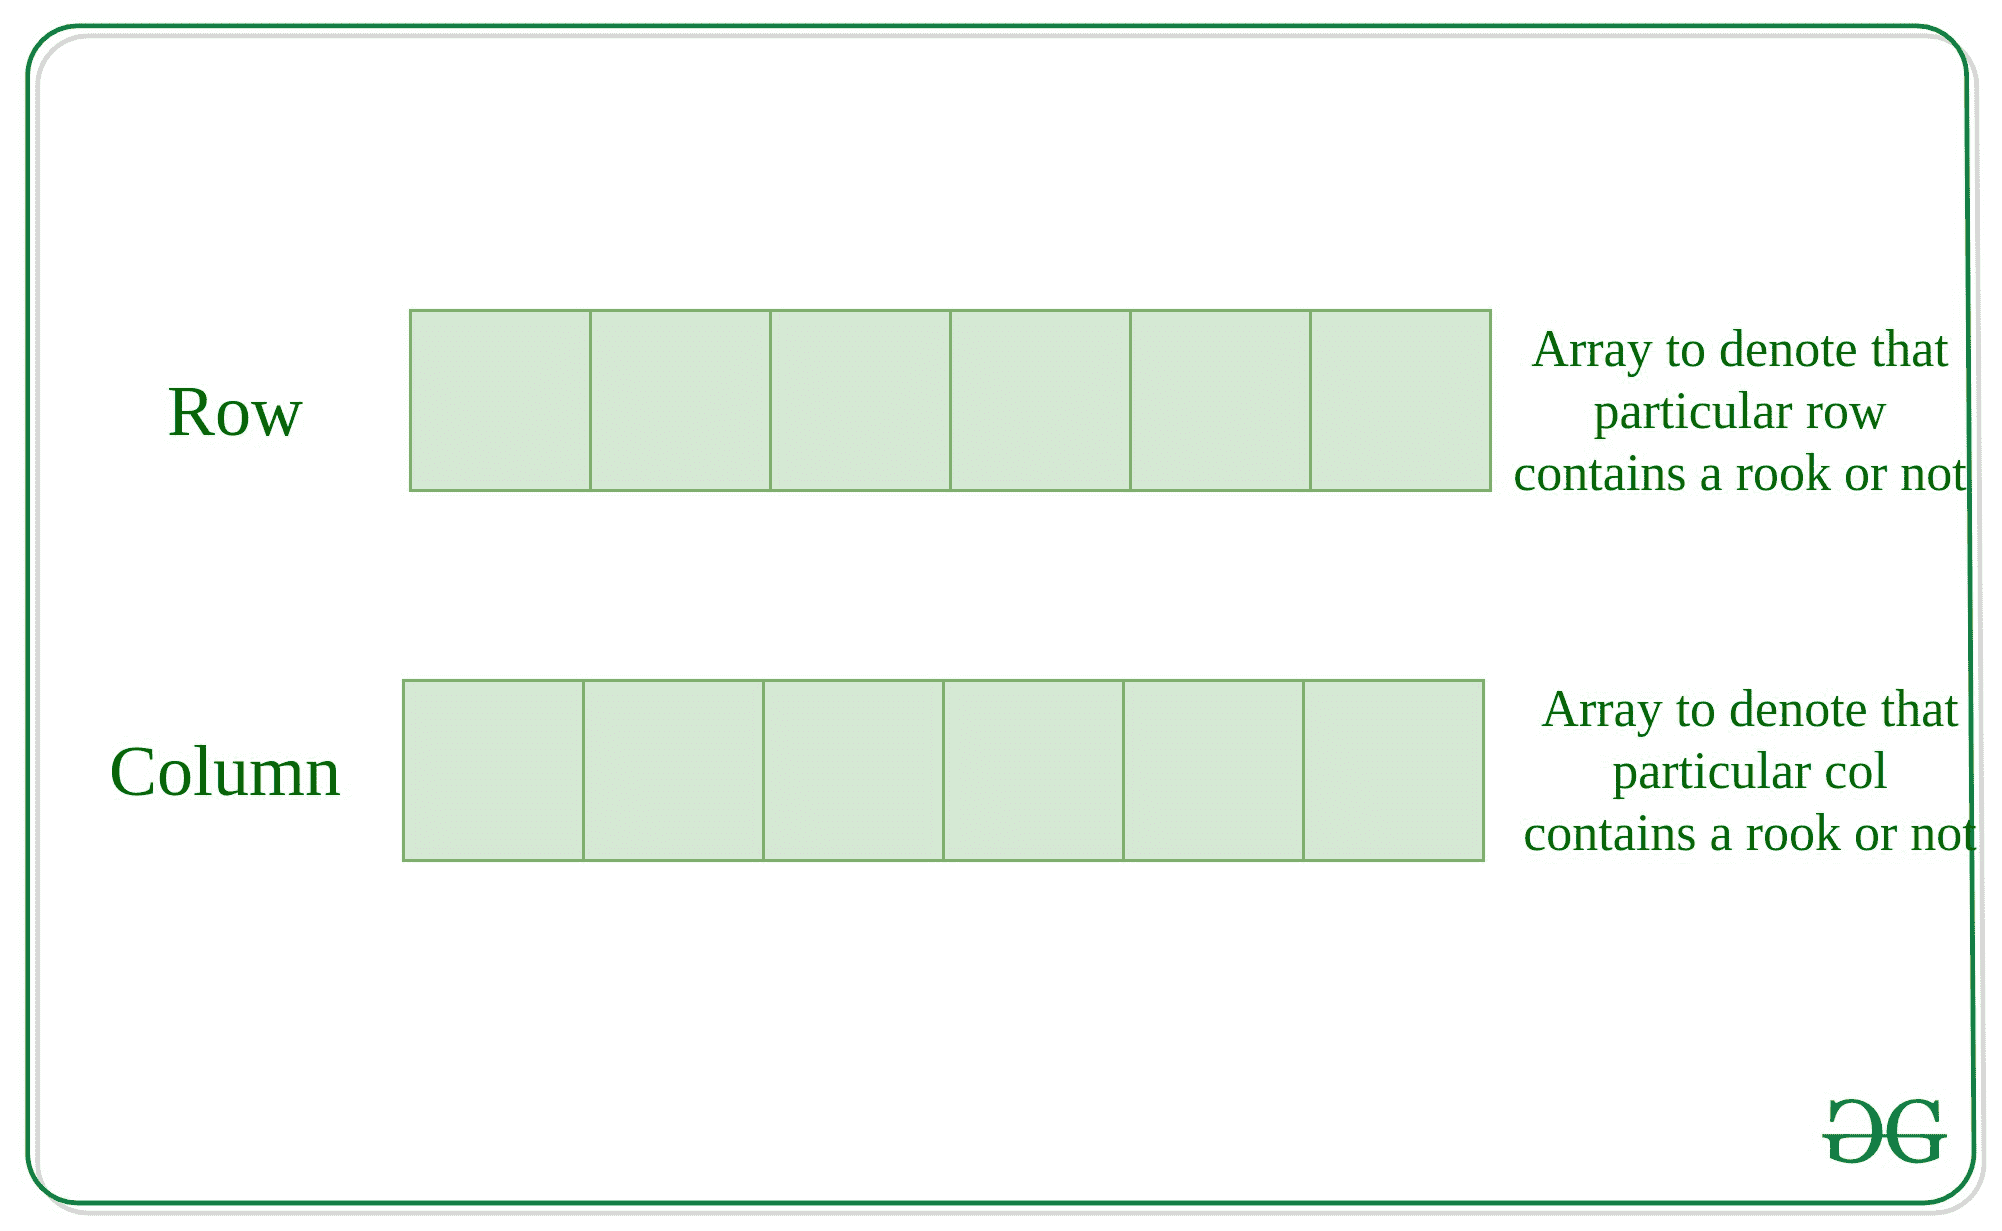 Row
Array to denote that
particular row
contains a rook or not
Column
Array to denote that
particular col
contains a rook or not